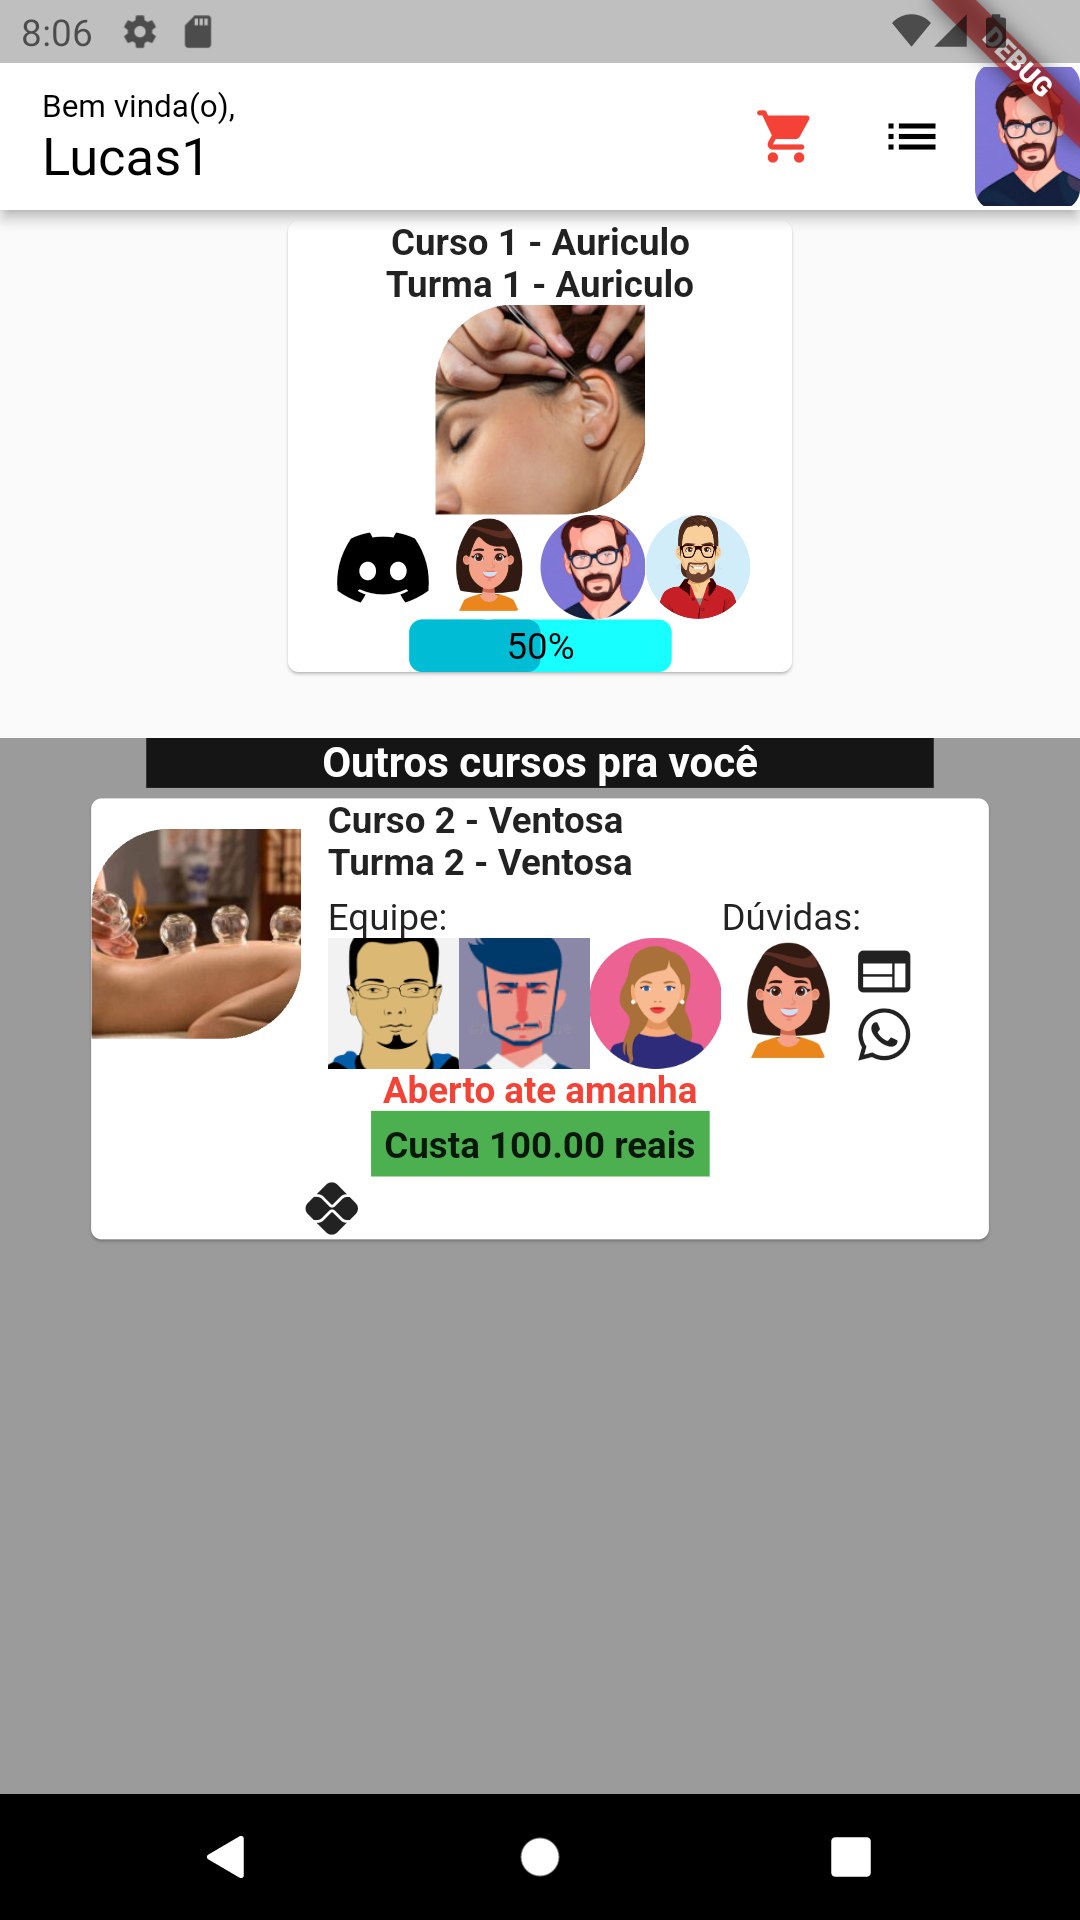 8:06
DEBUG
Bem vinda(o),
Lucas1
Curso 1 - Auriculo
Turma 1 - Auriculo
50%
Outros cursos pra você
Curso 2 - Ventosa
Turma 2 - Ventosa
Equipe:
Dúvidas:
Aberto ate amanha
Custa 100.00 reais